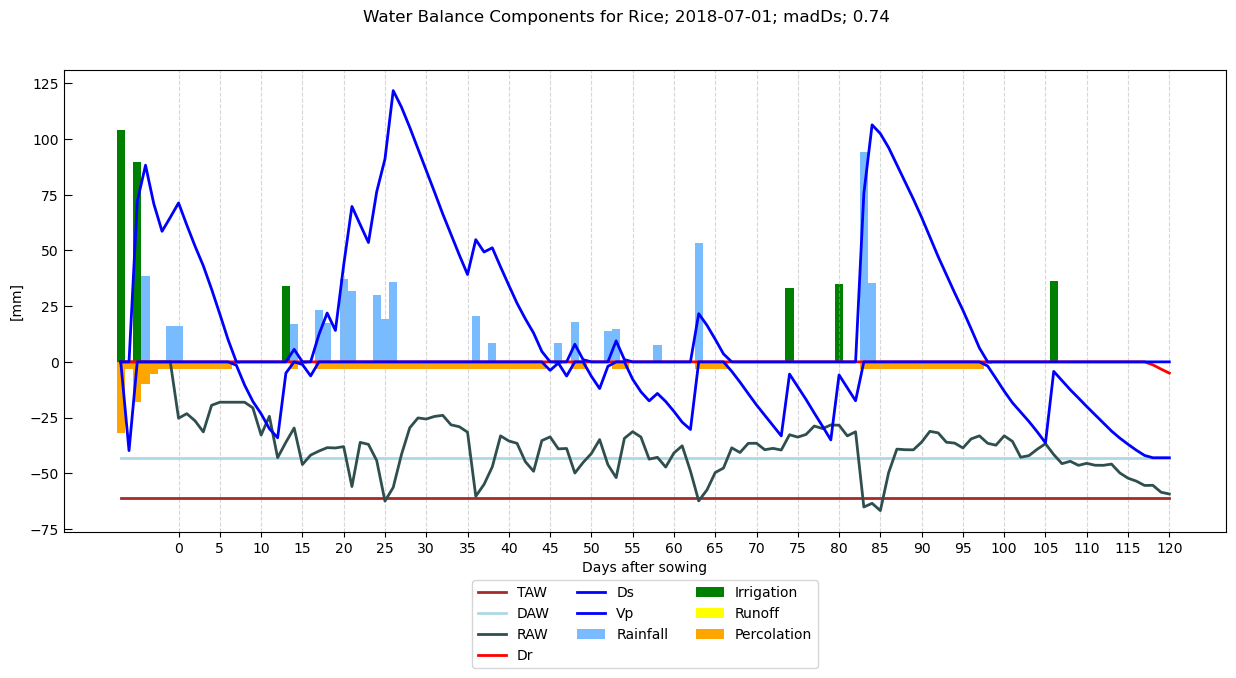 Water Balance Components for Rice; 2018-07-01; madDs; 0.74
125
100
75
50
25
0
−25
−50
−75
[mm]
0 5 10 15 20 25 30 35 40 45 50 55 60 65 70 75 80 85 90 95 100 105 110 115 120
Days after sowing
TAW Ds Irrigation
DAW Vp Runoff
RAW Rainfall Percolation
Dr